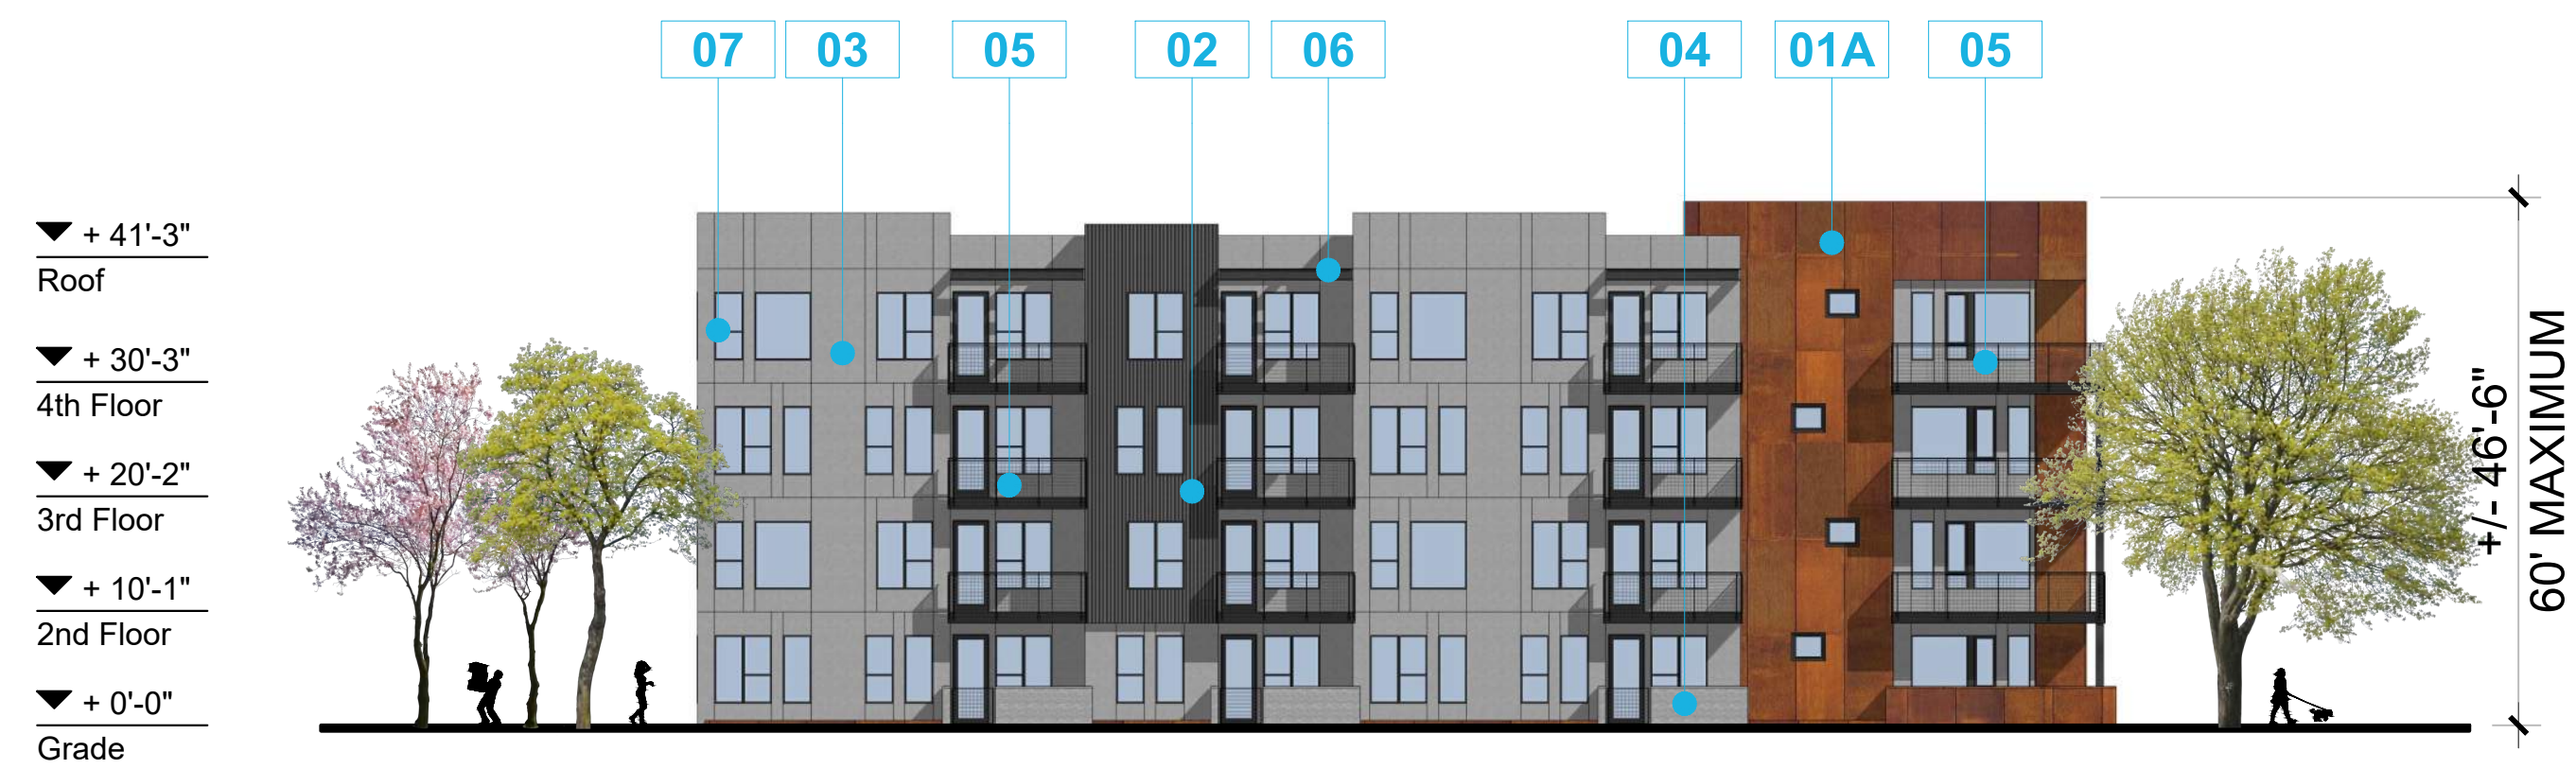 07 03 05 02 06 04 01A 05
+ 41'-3"
Roof
+ 30'-3"
4th Floor
+ 20'-2"
3rd Floor
+ 10'-1"
2nd Floor
+ 0'-0"
Grade
+/- 46'-6"
60' MAXIMUM